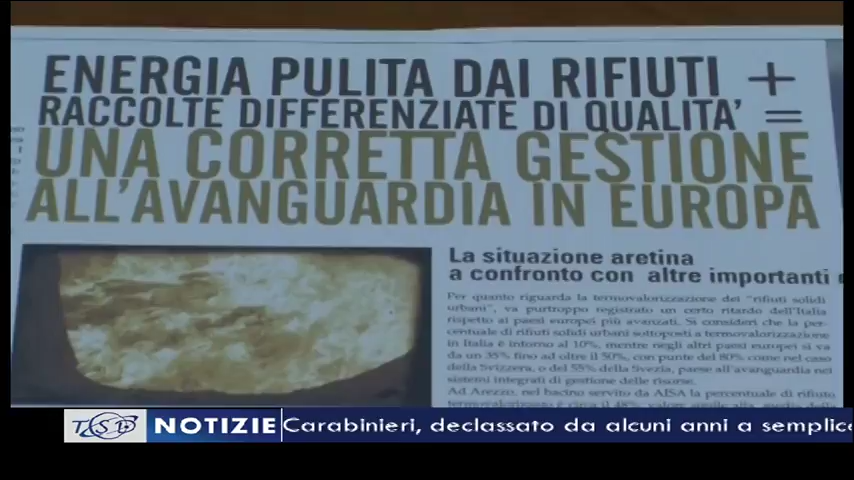 ENERGIA PULITA DAI RIFIUTI +
RACCOLTE DIFFERENZIATE DI QUALITA' =
UNA CORRETTA GESTIONE
ALL'AVANGUARDIA IN EUROPA
La situazione aretina
a confronto con altre importanti
Per quanto riguarda la termovalorizzazione dei "rifiuti solidi
urbani", va purtroppo registrato un certo ritardo dell'Italia
rispetto ai paesi europei più avanzati. Si consideri che la per-
centuale di rifiuti solidi urbani sottoposti a termovalorizzazione
in Italia è intorno al 10%, mentre negli altri paesi europei si va
da un 35% fino ad oltre il 50%, con punte del 80% come nel caso
della Svizzera, o del 55% della Svezia, paese all'avanguardia nei
sistemi integrati di gestione delle risorse.
Ad Arezzo, nel bacino servito da AISA la percentuale di rifiuto
NOTIZIE Carabinieri, declassato da alcuni anni a semplice